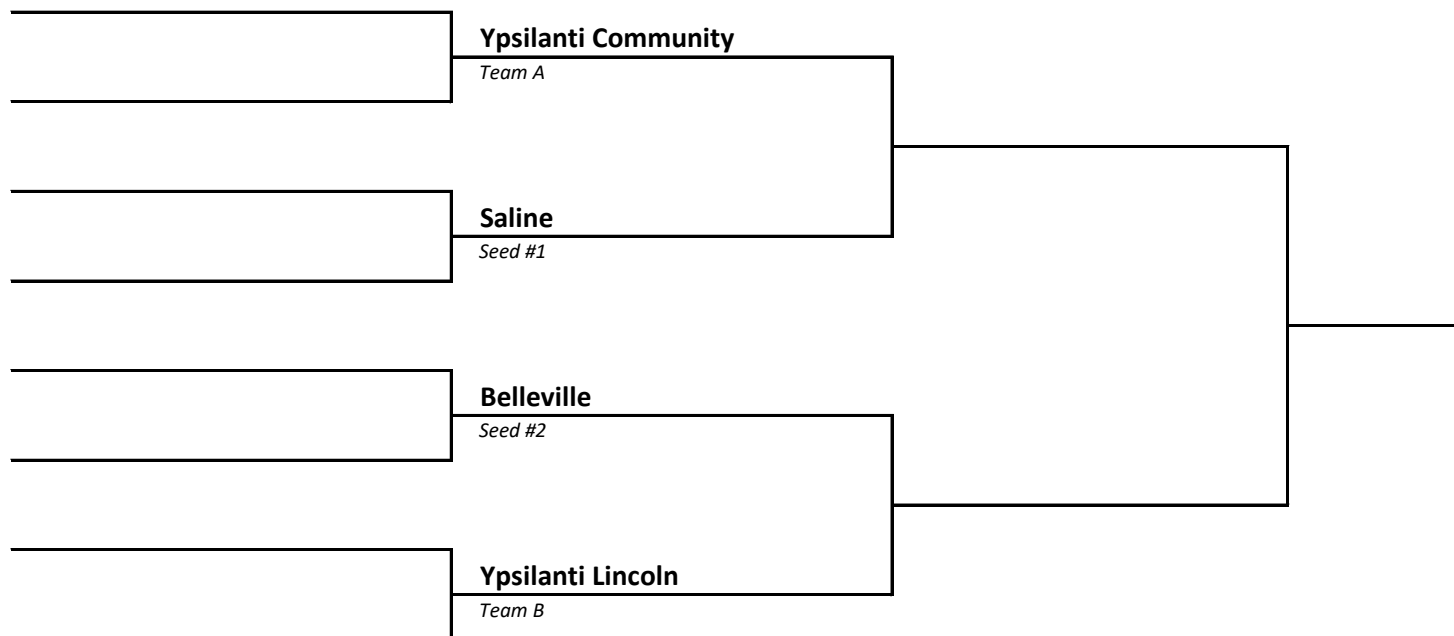 Ypsilanti Community
Team A
Saline
Seed #1
Belleville
Seed #2
Ypsilanti Lincoln
Team B